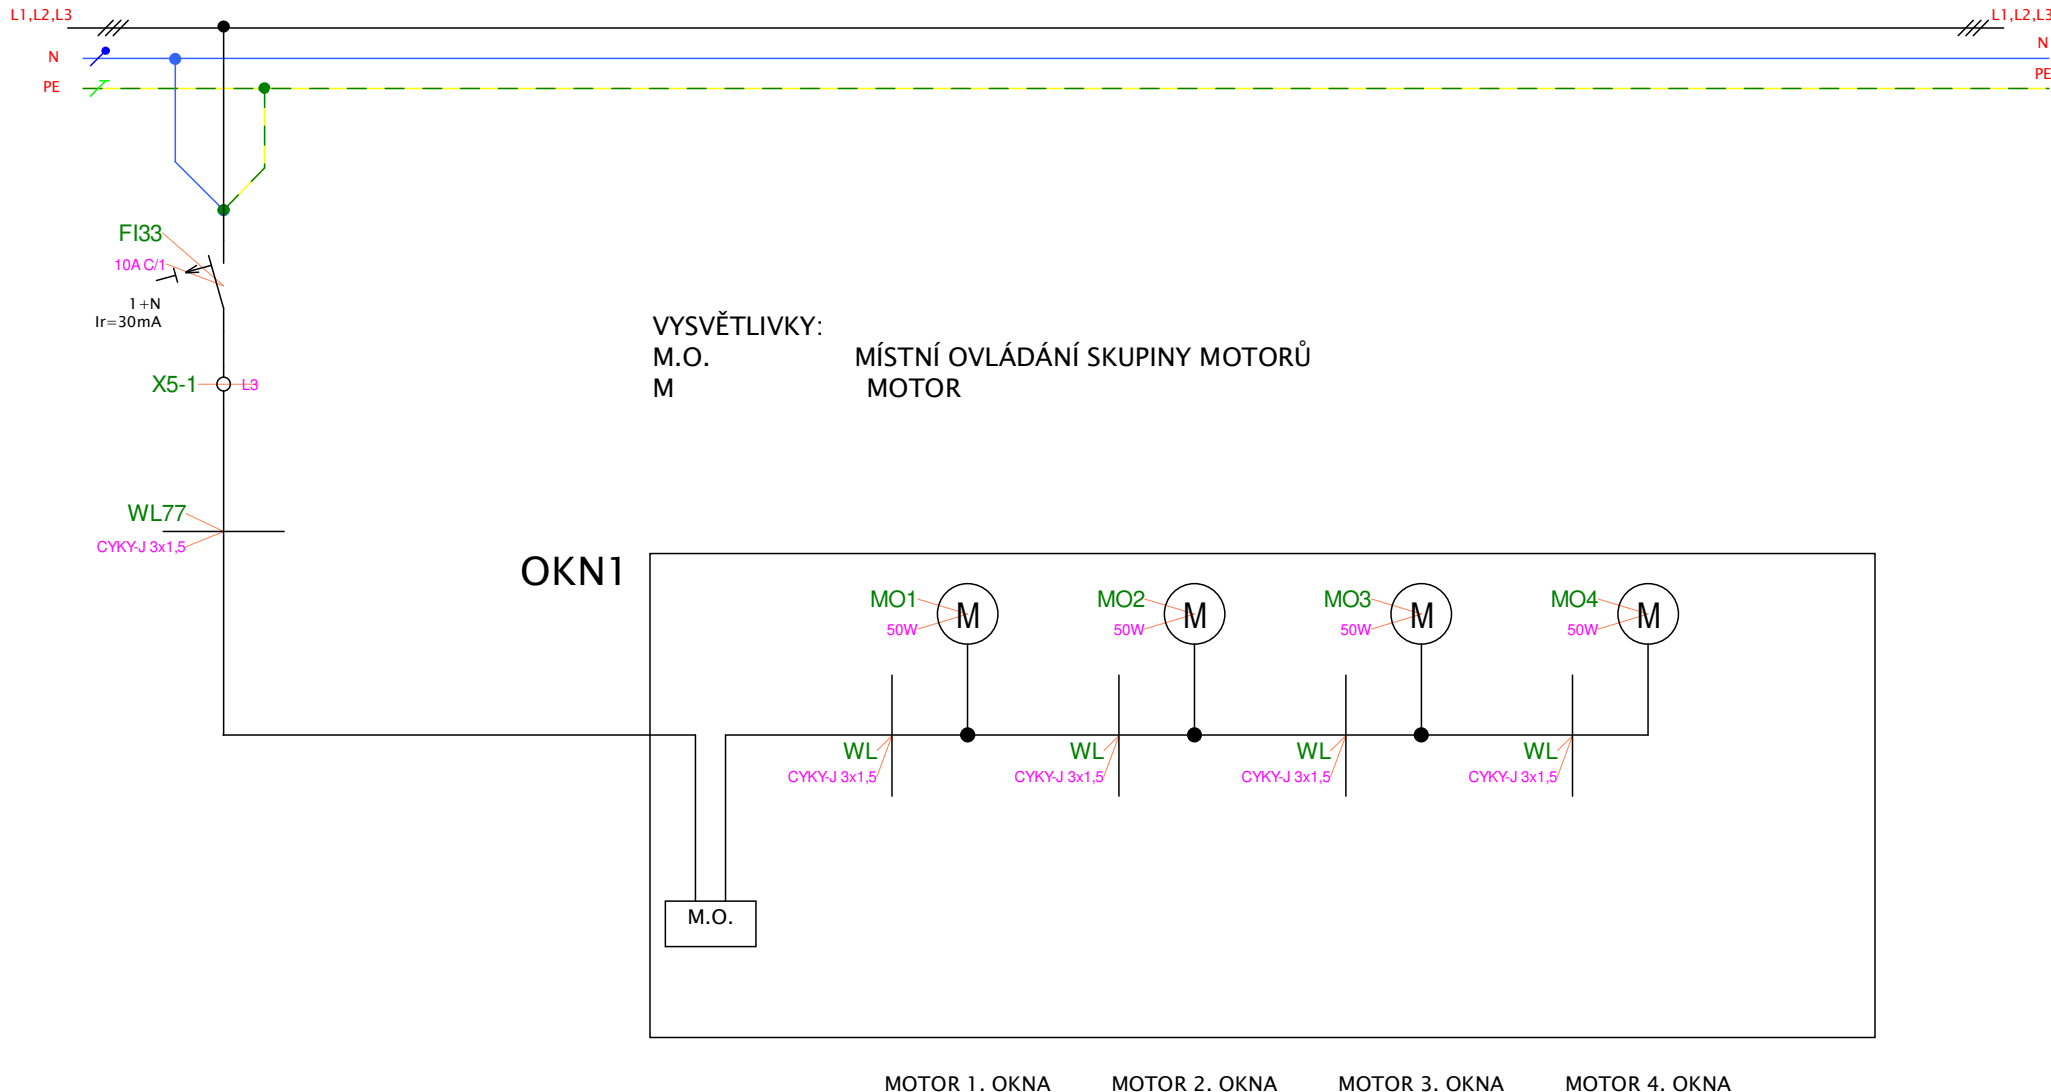 L1,L2,L3
L1,L2,L3
N
N
PE
PE
FI33
10A C/1
1+N
Ir=30mA
VYSVĚTLIVKY:
M.O. MÍSTNÍ OVLÁDÁNÍ SKUPINY MOTORŮ
M MOTOR
X5-1
L3
WL77
CYKY-J 3x1,5
OKN1
MO1
50W
M
MO2
50W
M
MO3
50W
M
MO4
50W
M
WL
CYKY-J 3x1,5
WL
CYKY-J 3x1,5
WL
CYKY-J 3x1,5
WL
CYKY-J 3x1,5
M.O.
MOTOR 1. OKNA
MOTOR 2. OKNA
MOTOR 3. OKNA
MOTOR 4. OKNA